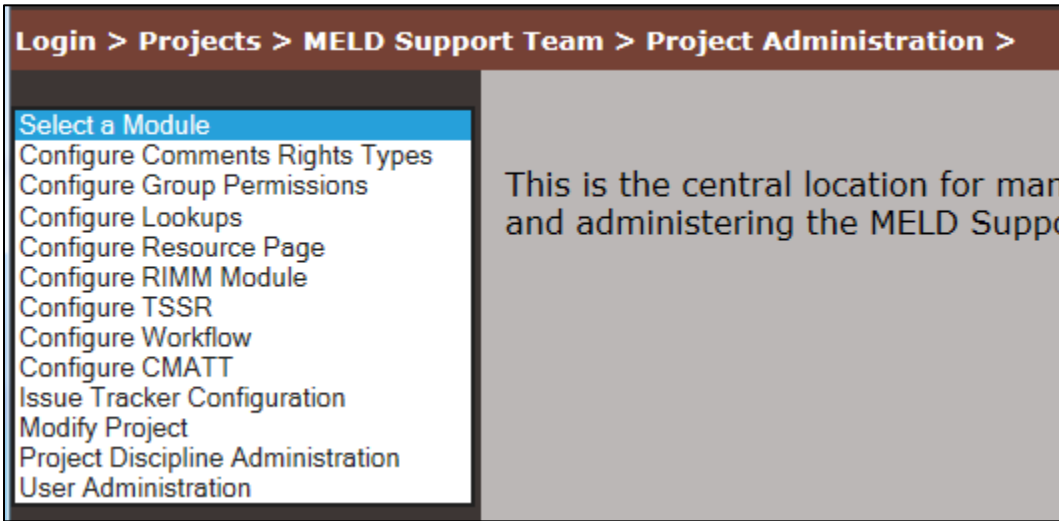 Login > Projects > MELD Support Team > Project Administration >
Select a Module
Configure Comments Rights Types
Configure Group Permissions
Configure Lookups
Configure Resource Page
Configure RIMM Module
Configure TSSR
Configure Workflow
Configure CMATT
Issue Tracker Configuration
Modify Project
Project Discipline Administration
User Administration
This is the central location for
and administering the MELD